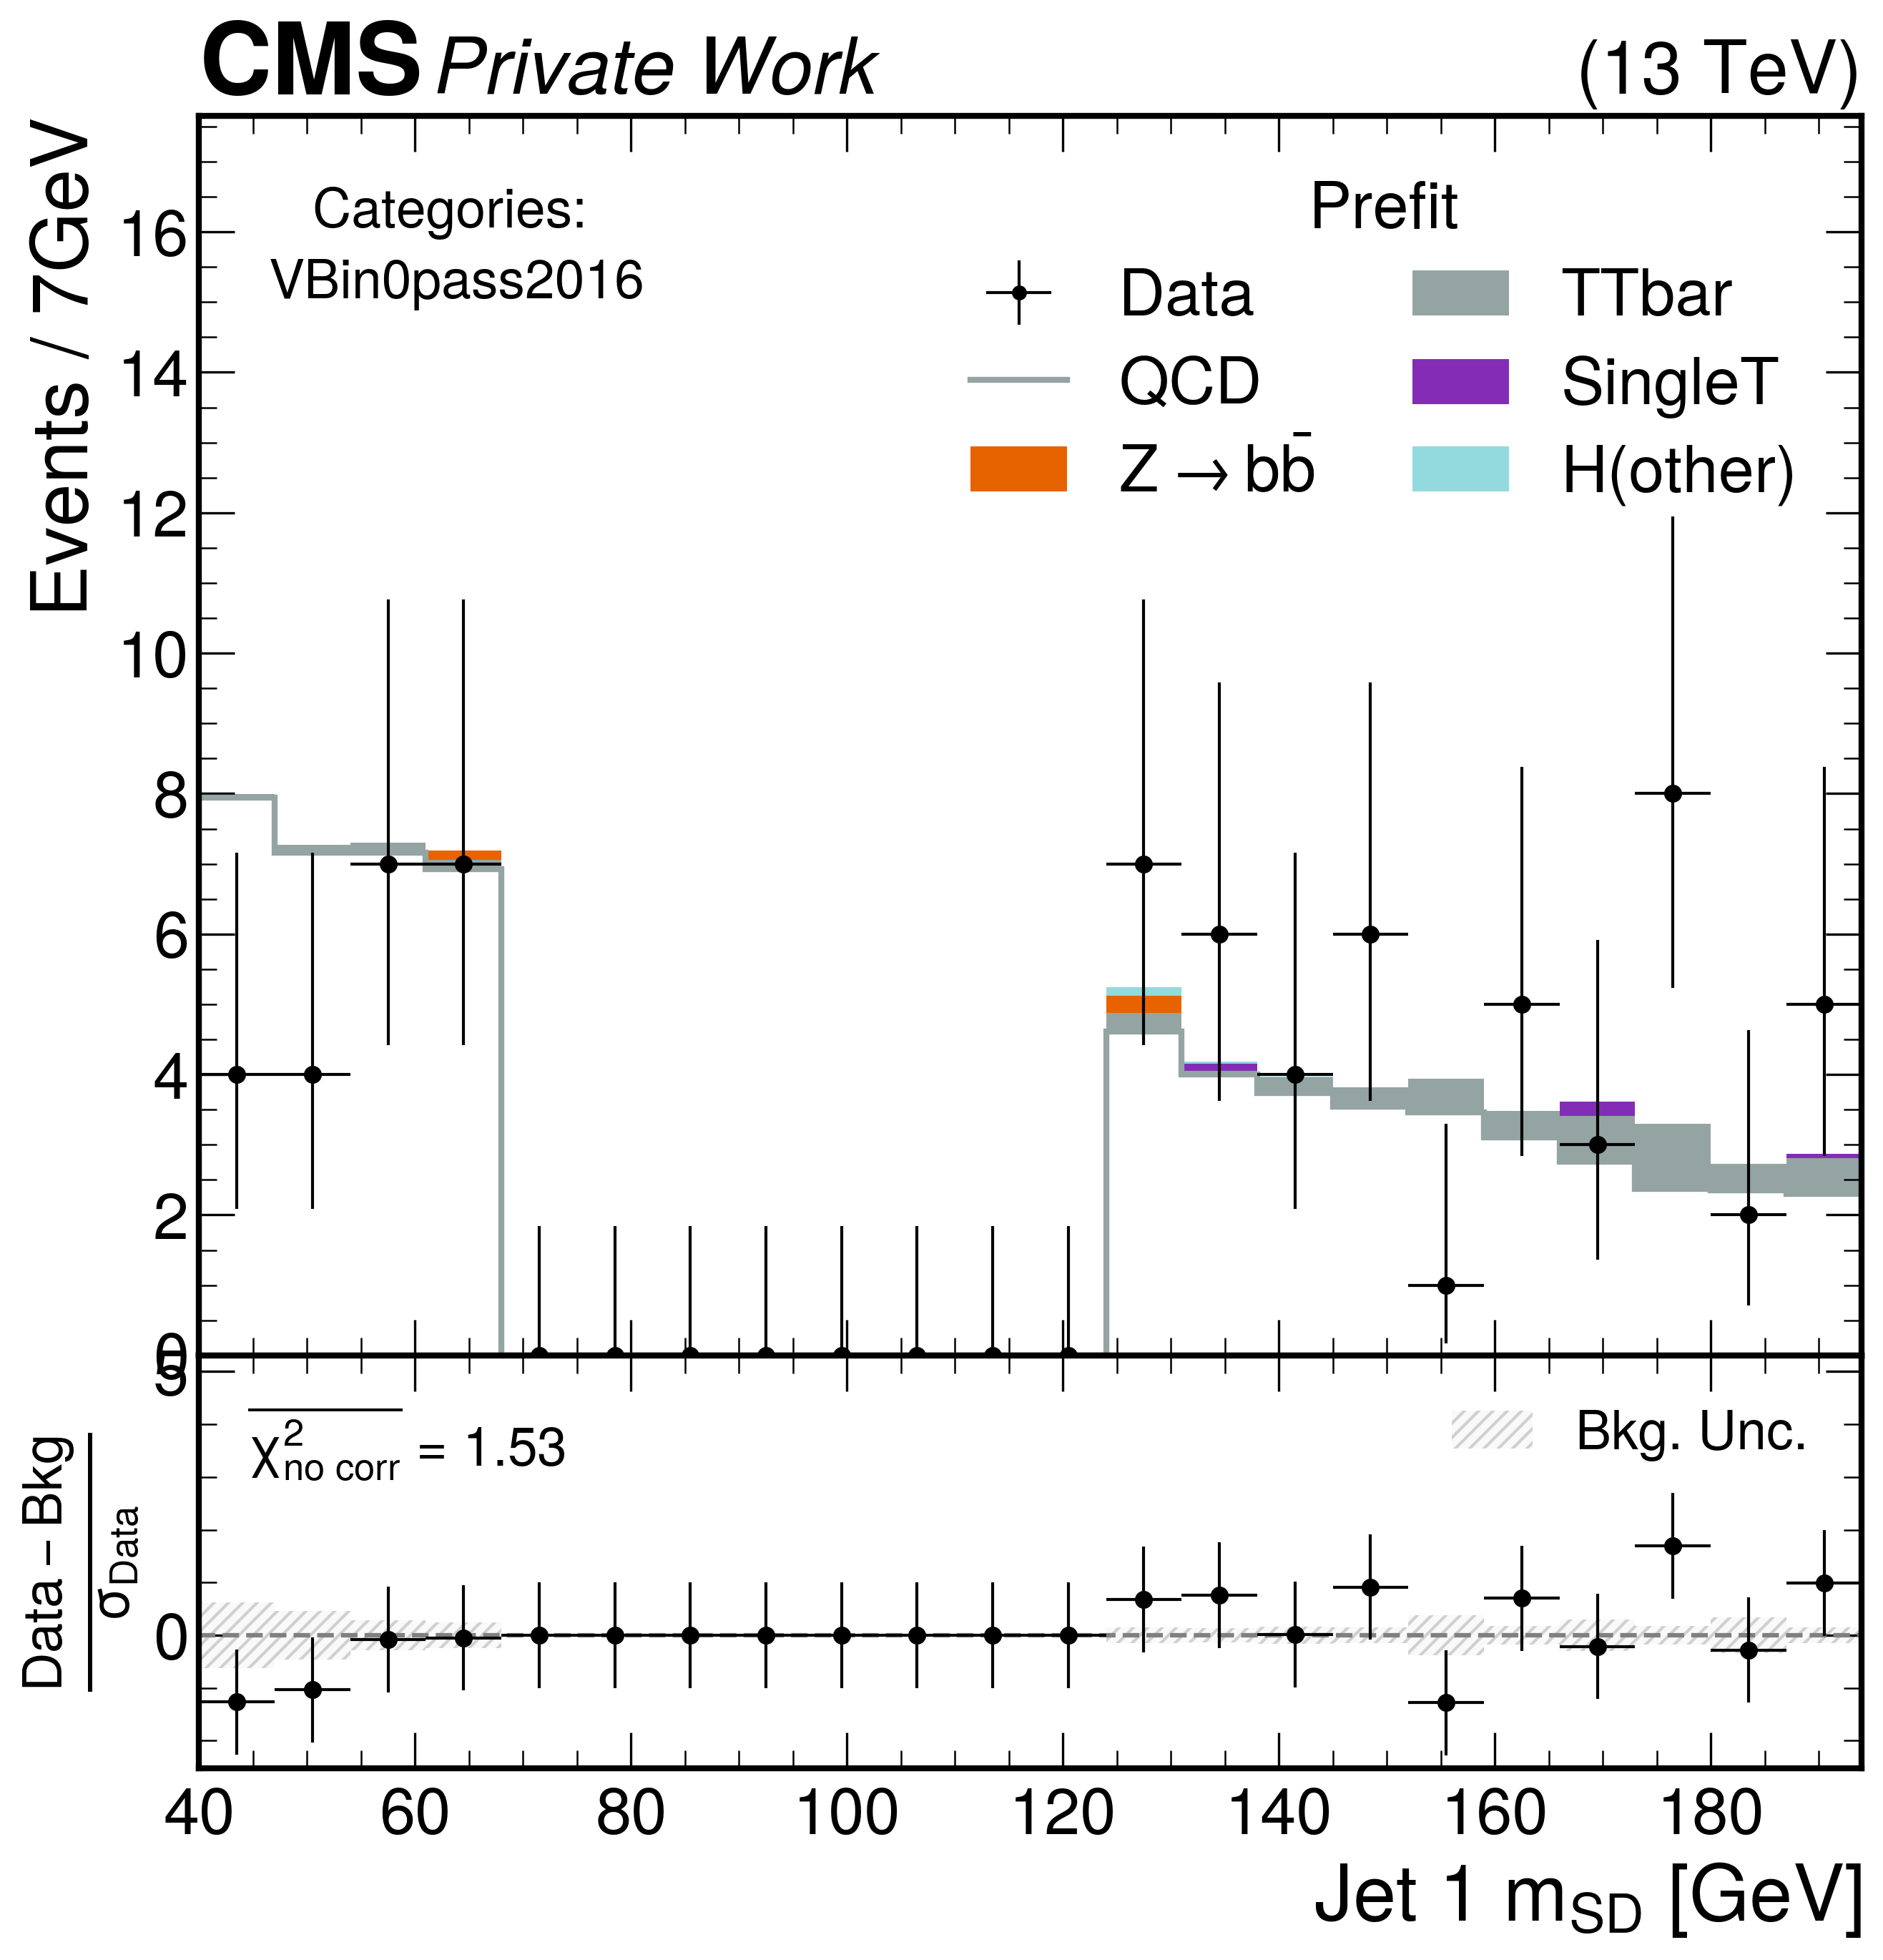 CMS Private Work (13 TeV)
Events / 7GeV
Categories:
VBin0pass2016
Prefit
Data
QCD
Z → bb̄
TTbar
SingleT
H(other)
16
14
12
10
8
6
4
2
0
5
0
Data − Bkg
σData
χ²no corr = 1.53
Bkg. Unc.
40 60 80 100 120 140 160 180
Jet 1 mSD [GeV]